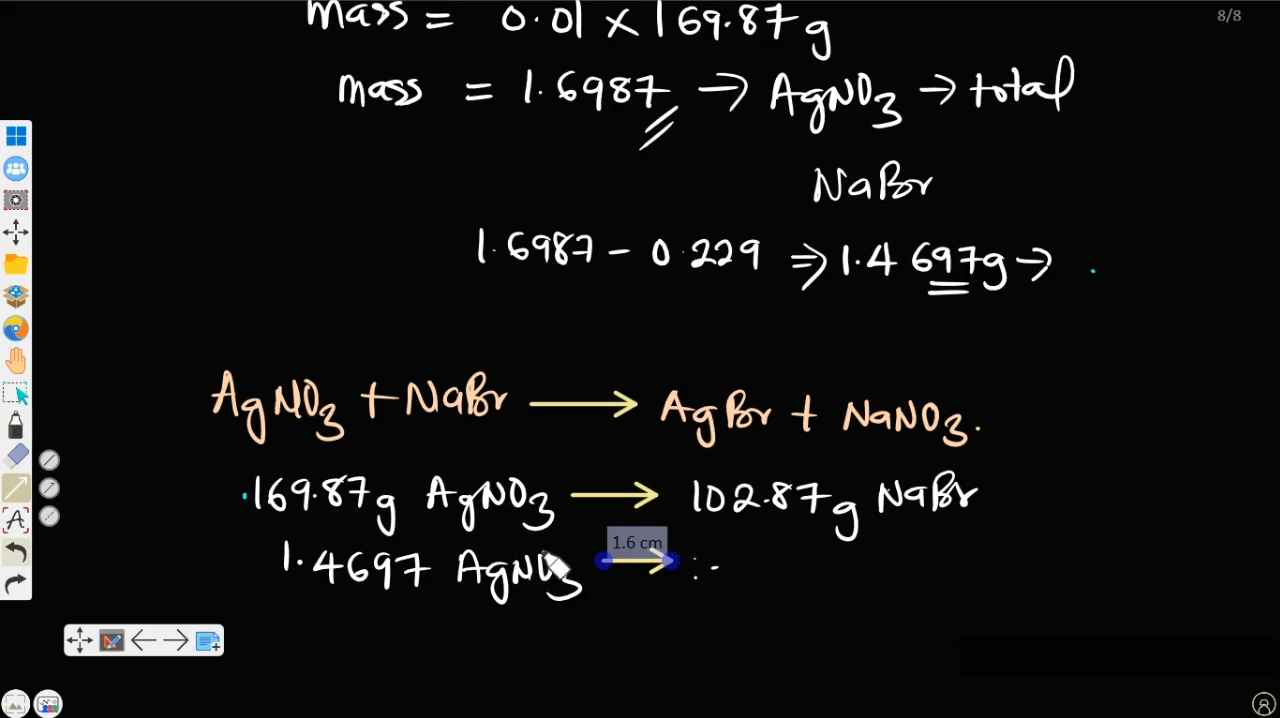 8/8
mass = 0.01 × 169.87g
mass = 1.6987 → AgNO3 → total
NaBr
1.6987 - 0.229 ⇒ 1.4697g →
AgNO3 + NaBr → AgBr + NaNO3.
169.87g AgNO3 → 102.87g NaBr
1.6 cm
1.4697 AgNO3 →